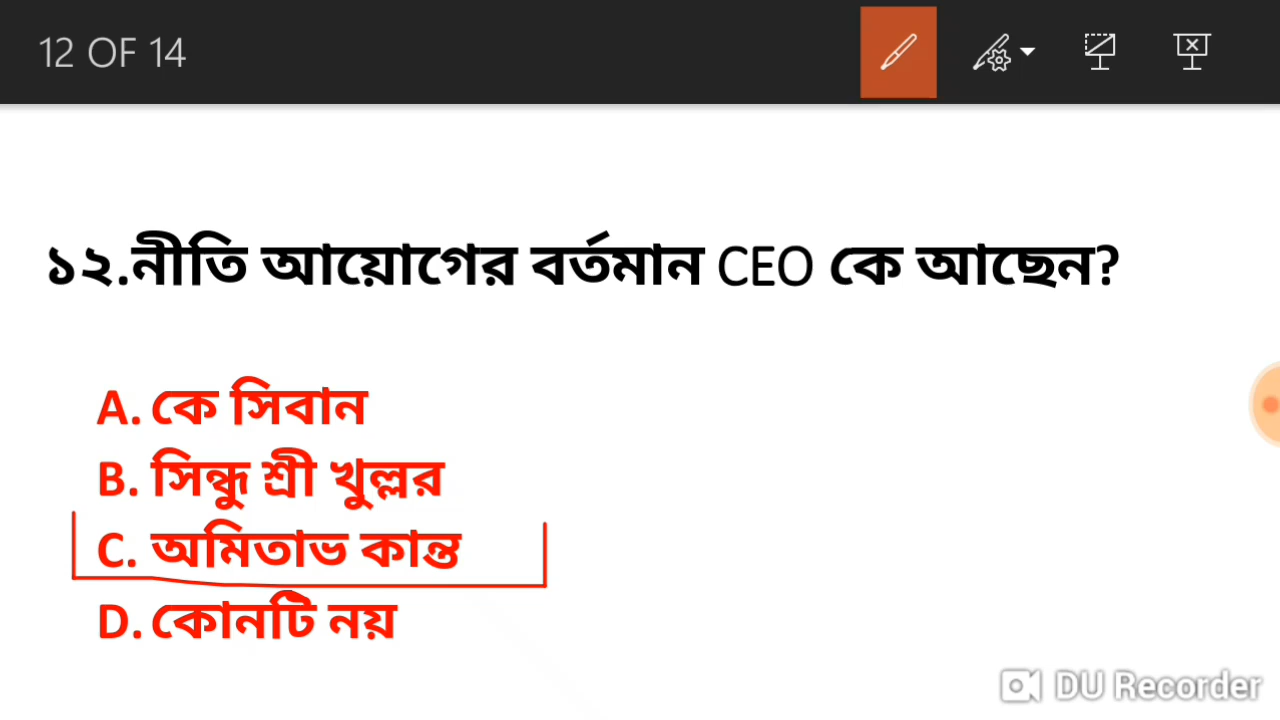 12 OF 14
১২.নীতি আয়োগের বর্তমান CEO কে আছেন?
A. কে সিবান
B. সিন্ধু শ্রী খুল্লর
C. অমিতাভ কান্ত
D. কোনটি নয়
DU Recorder